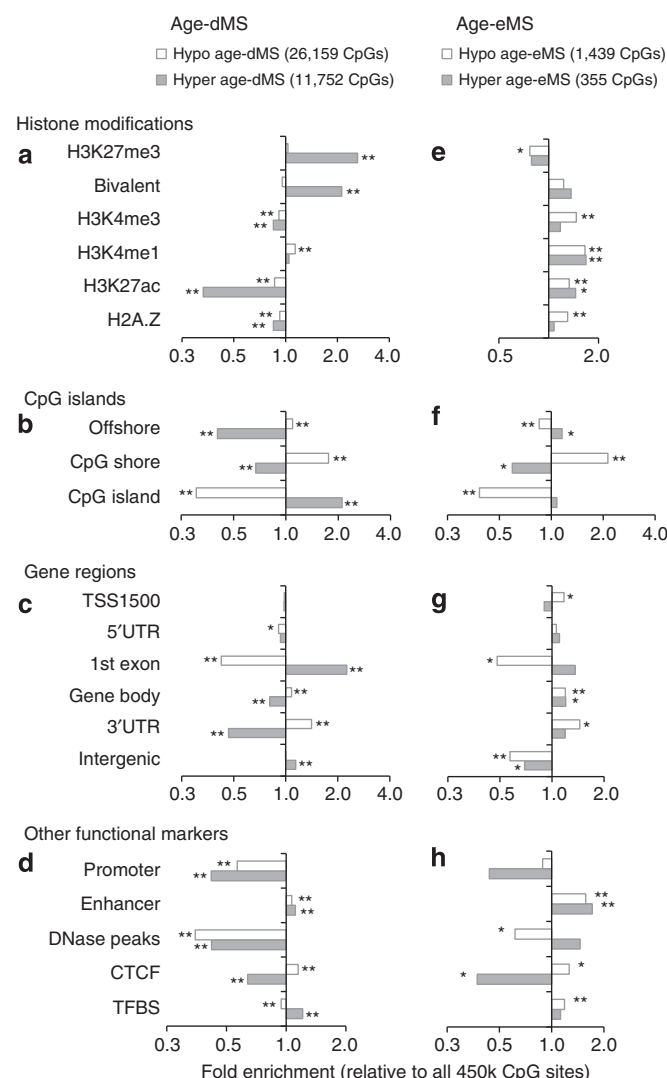 Age-dMS Age-eMS
Hypo age-dMS (26,159 CpGs) Hypo age-eMS (1,439 CpGs)
Hyper age-dMS (11,752 CpGs) Hyper age-eMS (355 CpGs)
Histone modifications
a e
H3K27me3 ** *
Bivalent **
H3K4me3 ** ** **
H3K4me1 ** ** **
H3K27ac ** ** ** *
H2A.Z ** ** **
0.3 0.5 1.0 2.0 4.0 0.5 2.0
CpG islands
b f
Offshore ** ** ** *
CpG shore ** ** ** *
CpG island ** ** **
0.3 0.5 1.0 2.0 4.0 0.3 0.5 1.0 2.0 4.0
Gene regions
c g
TSS1500 *
5′UTR *
1st exon ** ** *
Gene body ** ** ** *
3′UTR ** ** *
Intergenic ** ** *
0.3 0.5 1.0 2.0 4.0 0.3 0.5 1.0 2.0
Other functional markers
d h
Promoter ** **
Enhancer ** ** ** **
DNase peaks ** ** *
CTCF ** ** * *
TFBS ** ** **
0.3 0.5 1.0 2.0 0.3 0.5 1.0 2.0
Fold enrichment (relative to all 450k CpG sites)